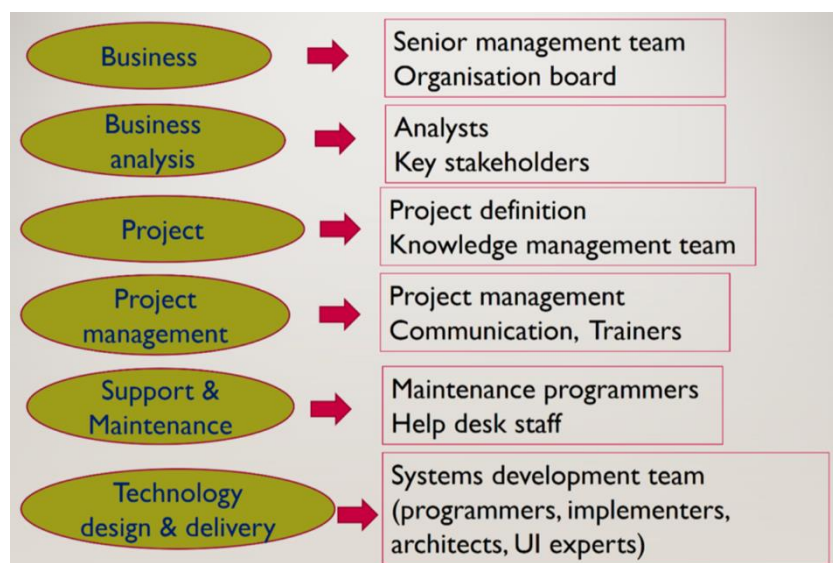 Business
Senior management team
Organisation board
Business
analysis
Analysts
Key stakeholders
Project
Project definition
Knowledge management team
Project
management
Project management
Communication, Trainers
Support &
Maintenance
Maintenance programmers
Help desk staff
Technology
design & delivery
Systems development team
(programmers, implementers,
architects, UI experts)